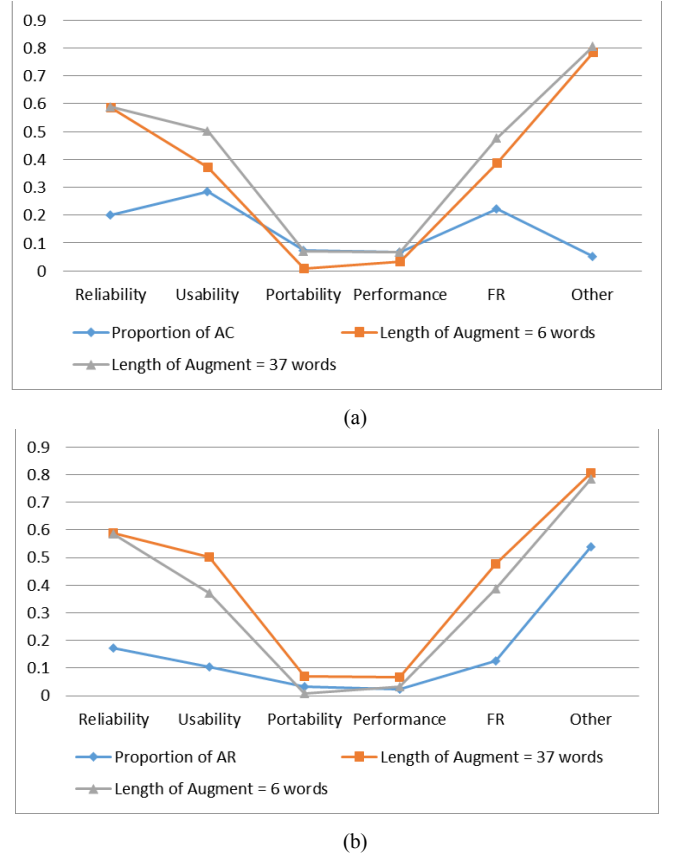 0.9
0.8
0.7
0.6
0.5
0.4
0.3
0.2
0.1
0
Reliability Usability Portability Performance FR Other
Proportion of AC Length of Augment = 6 words
Length of Augment = 37 words
(a)
0.9
0.8
0.7
0.6
0.5
0.4
0.3
0.2
0.1
0
Reliability Usability Portability Performance FR Other
Proportion of AR Length of Augment = 37 words
Length of Augment = 6 words
(b)